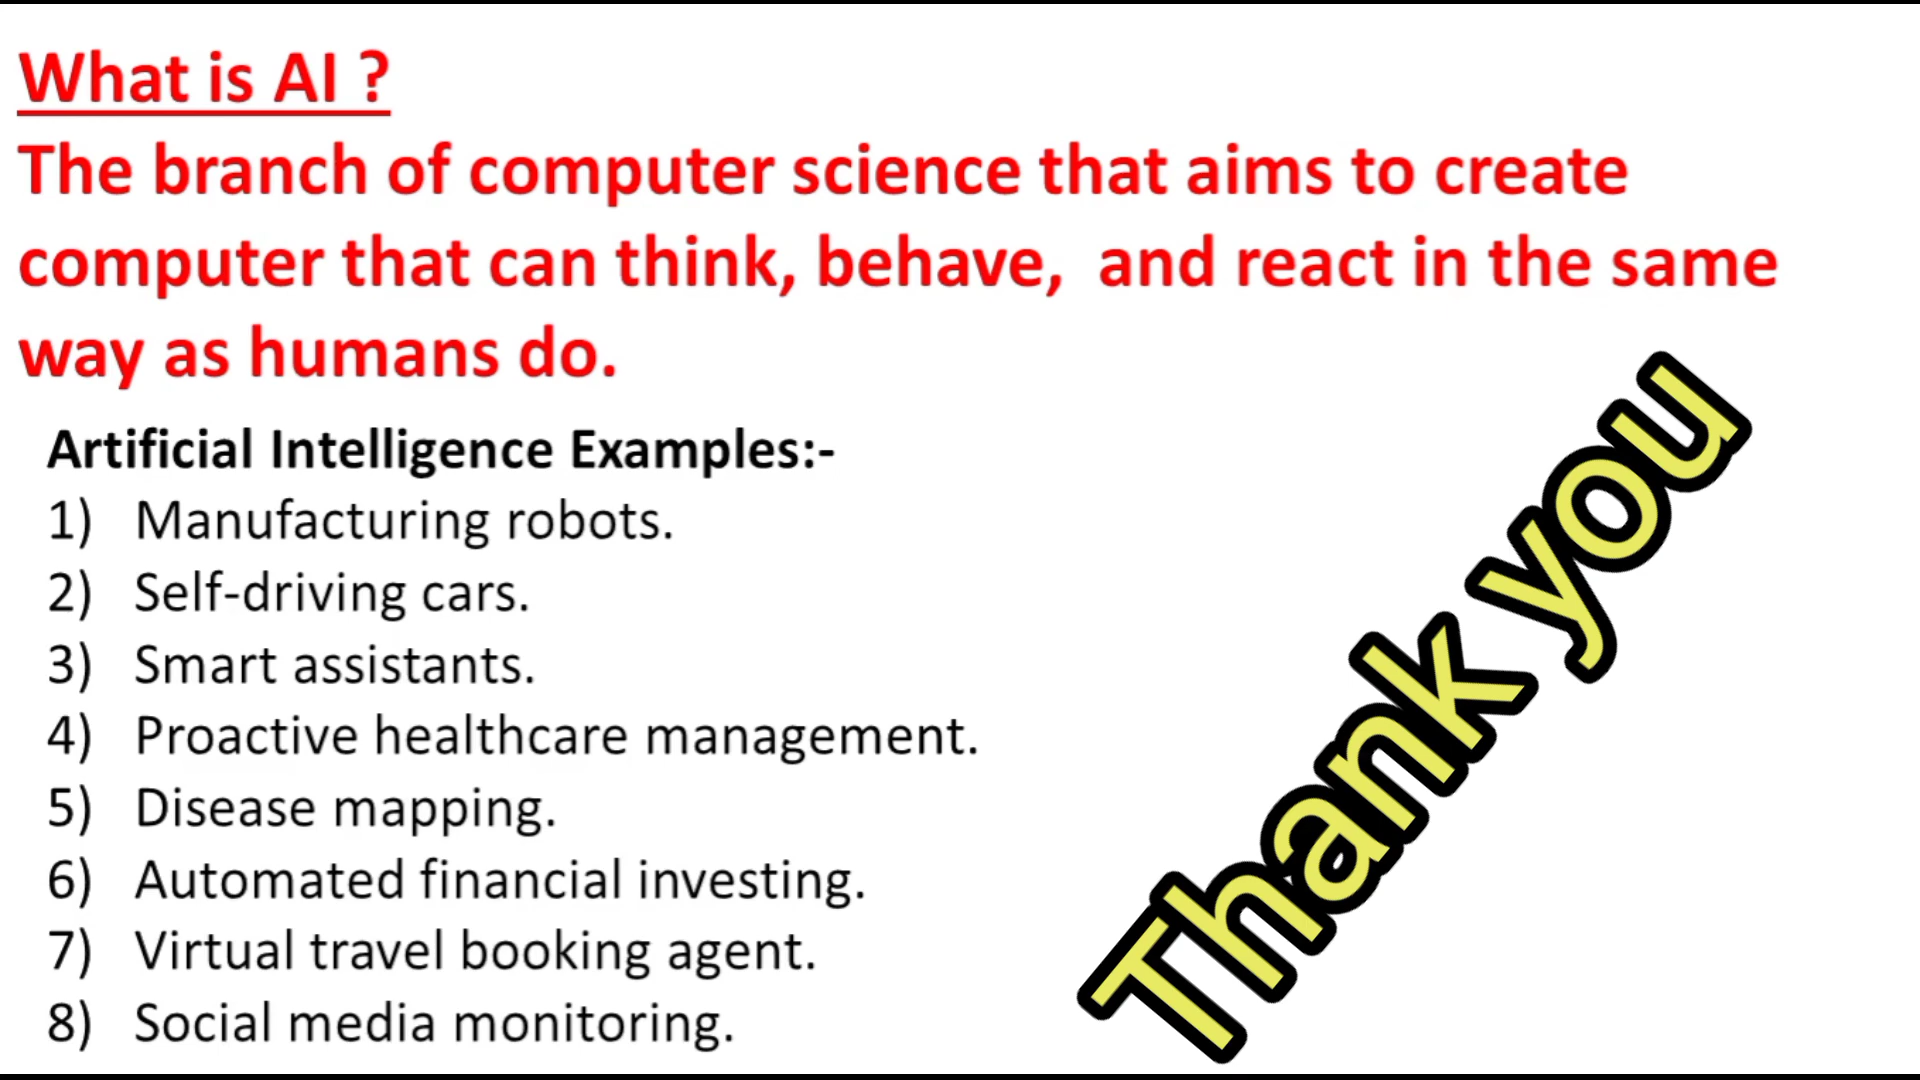 What is AI ?
The branch of computer science that aims to create
computer that can think, behave,  and react in the same
way as humans do.
Artificial Intelligence Examples:-
1) Manufacturing robots.
2) Self-driving cars.
3) Smart assistants.
4) Proactive healthcare management.
5) Disease mapping.
6) Automated financial investing.
7) Virtual travel booking agent.
8) Social media monitoring.
Thank you